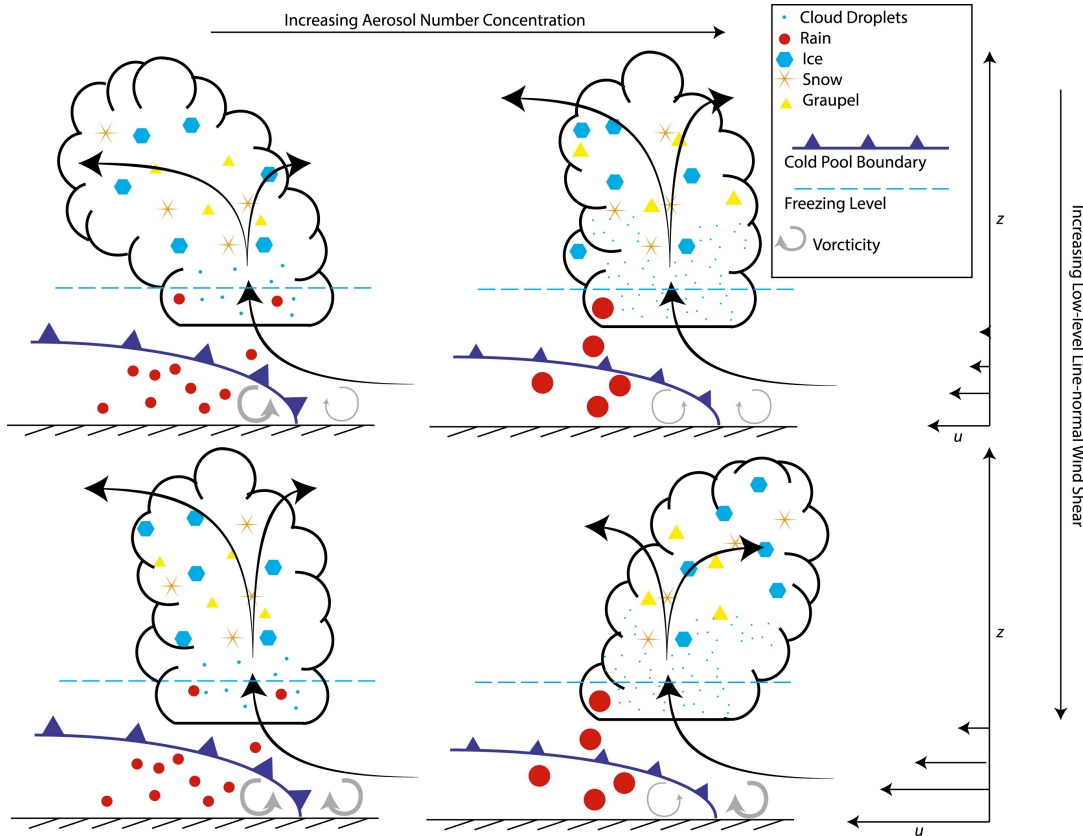 Increasing Aerosol Number Concentration
Cloud Droplets
Rain
Ice
Snow
Graupel
Cold Pool Boundary
Freezing Level
Vorcticity
z
u
Increasing Low-level Line-normal Wind Shear
z
u